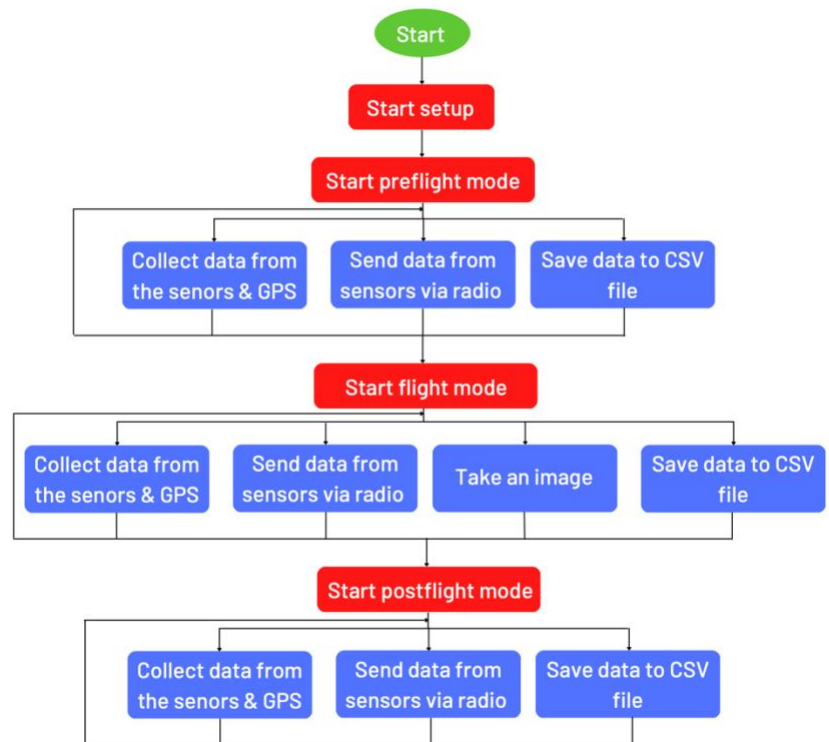 Start
Start setup
Start preflight mode
Collect data from
the senors & GPS
Send data from
sensors via radio
Save data to CSV
file
Start flight mode
Collect data from
the senors & GPS
Send data from
sensors via radio
Take an image
Save data to CSV
file
Start postflight mode
Collect data from
the senors & GPS
Send data from
sensors via radio
Save data to CSV
file